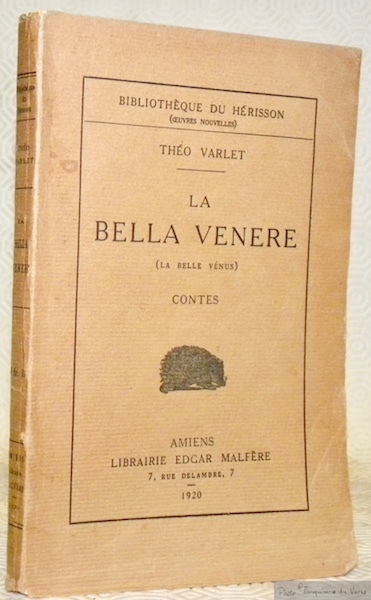 BIBLIOTHÈQUE DU HÉRISSON
(ŒUVRES NOUVELLES)
THÉO VARLET
LA
BELLA VENERE
(LA BELLE VÉNUS)
CONTES
AMIENS
LIBRAIRIE EDGAR MALFÈRE
7, RUE DELAMBRE, 7
1920
THÉO
VARLET
LA
BELLA
VENERE